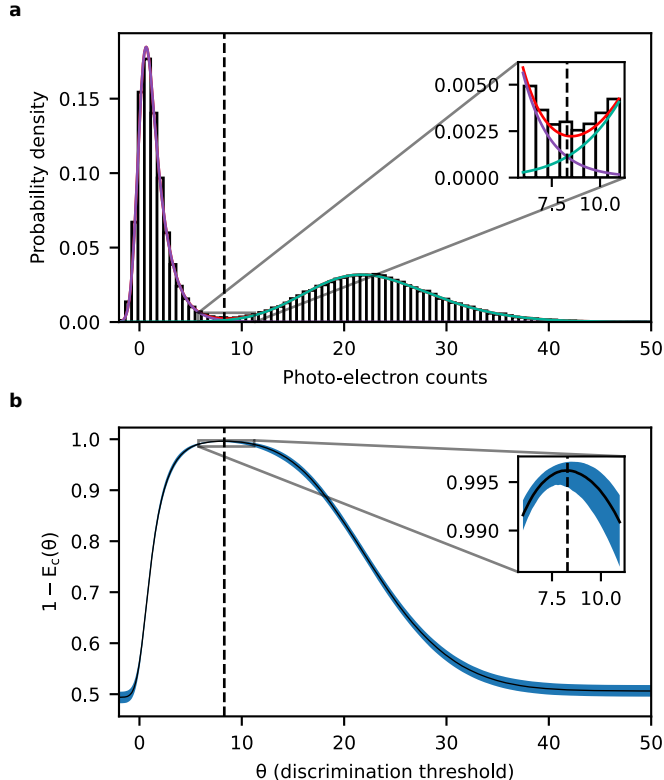 a
Probability density
0.15
0.10
0.05
0.00
0.0050
0.0025
0.0000
7.5 10.0
0 10 20 30 40 50
Photo-electron counts
b
1 − Ec(θ)
1.0
0.9
0.8
0.7
0.6
0.5
0.995
0.990
7.5 10.0
0 10 20 30 40 50
θ (discrimination threshold)